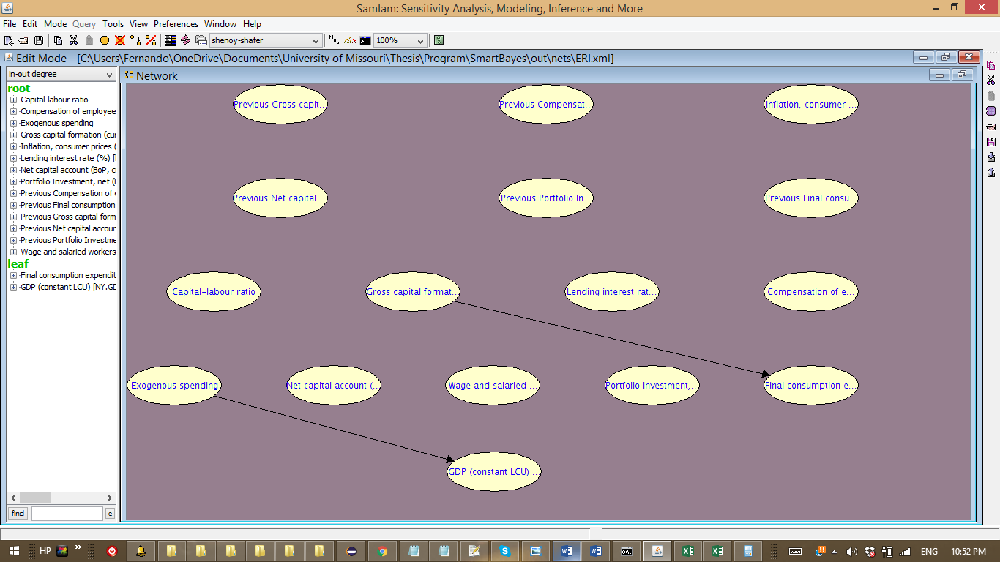 SamIam: Sensitivity Analysis, Modeling, Inference and More
File Edit Mode Query Tools View Preferences Window Help
shenoy-shafer
100%
Edit Mode - [C:\Users\Fernando\OneDrive\Documents\University of Missouri\Thesis\Program\SmartBayes\out\nets\ERI.xml]
in-out degree
root
Capital-labour ratio
Compensation of employee
Exogenous spending
Gross capital formation (cur
Inflation, consumer prices (
Lending interest rate (%) [
Net capital account (BoP, c
Portfolio Investment, net (
Previous Compensation of
Previous Final consumption
Previous Gross capital form
Previous Net capital accour
Previous Portfolio Investme
Wage and salaried workers
leaf
Final consumption expendit
GDP (constant LCU) [NY.GD
find
e
Network
Previous Gross capit...
Previous Compensat...
Inflation, consumer ...
Previous Net capital ...
Previous Portfolio In...
Previous Final consu...
Capital-labour ratio
Gross capital format...
Lending interest rat...
Compensation of e...
Exogenous spending
Net capital account (...
Wage and salaried ...
Portfolio Investment,...
Final consumption e...
GDP (constant LCU) ...
HP
ENG
10:52 PM